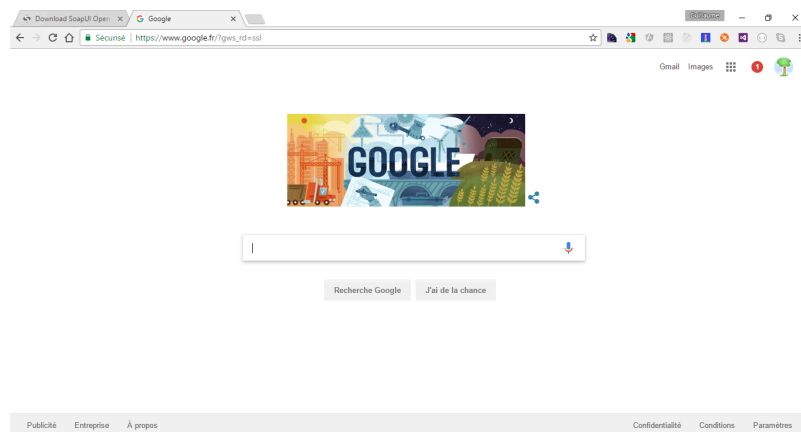 Download SoapUI Open
Google
Guillaume
Sécurisé
https://www.google.fr/?gws_rd=ssl
Gmail
Images
1
GOOGLE
Recherche Google
J'ai de la chance
Publicité
Entreprise
À propos
Confidentialité
Conditions
Paramètres